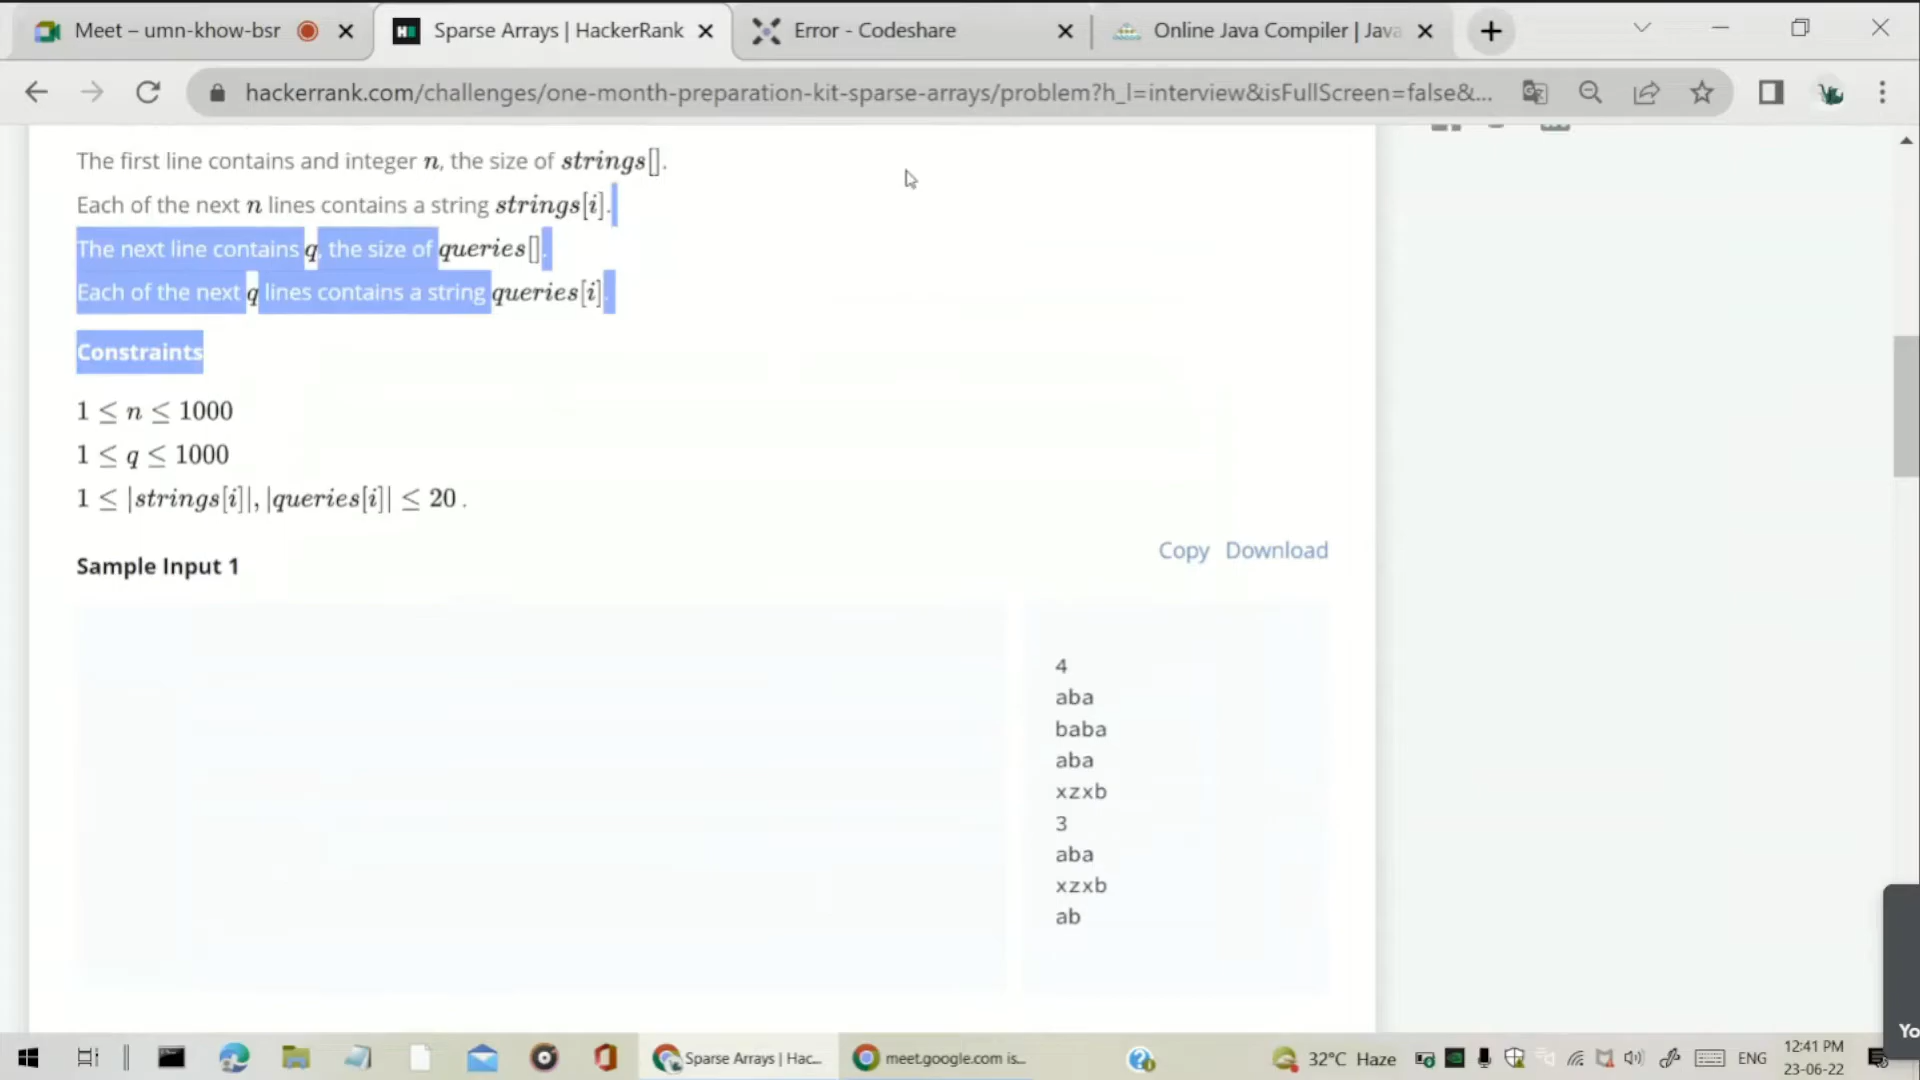 Meet – umn-khow-bsr
Sparse Arrays | HackerRank
Error - Codeshare
Online Java Compiler | Java
hackerrank.com/challenges/one-month-preparation-kit-sparse-arrays/problem?h_l=interview&isFullScreen=false&...
The first line contains and integer n, the size of strings[].
Each of the next n lines contains a string strings[i].
The next line contains q, the size of queries[].
Each of the next q lines contains a string queries[i].
Constraints
1 ≤ n ≤ 1000
1 ≤ q ≤ 1000
1 ≤ |strings[i]|, |queries[i]| ≤ 20 .
Copy Download
Sample Input 1
4
aba
baba
aba
xzxb
3
aba
xzxb
ab
Yo
Sparse Arrays | Hac...
meet.google.com is...
32°C Haze
ENG
12:41 PM
23-06-22